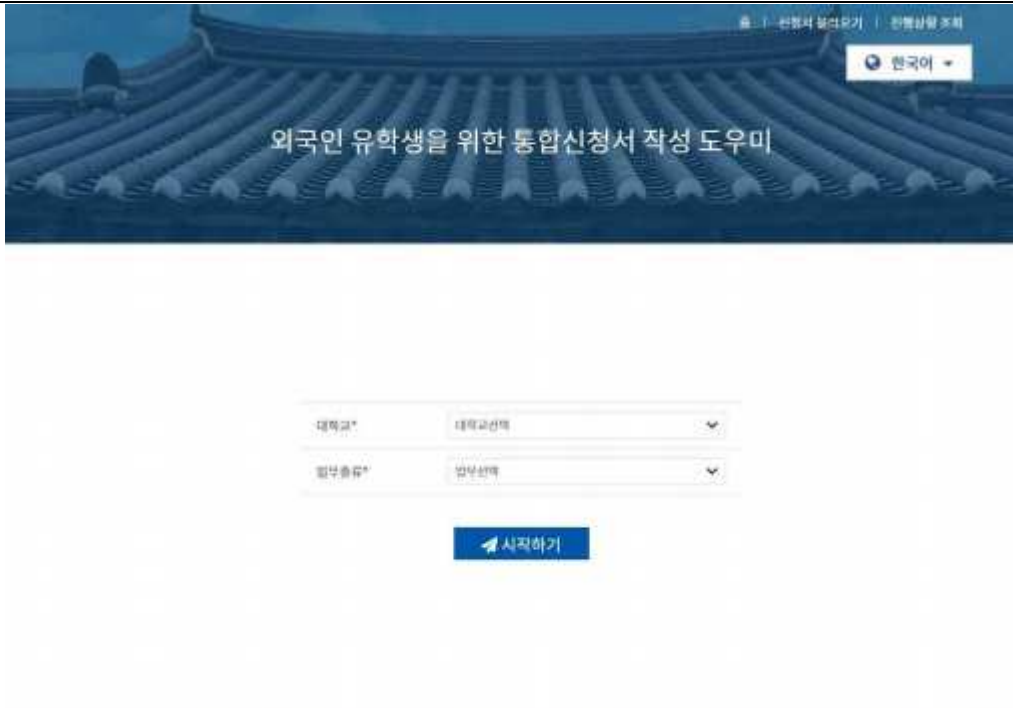 홈 | 신청서 불러오기 | 진행상황 조회
한국어
외국인 유학생을 위한 통합신청서 작성 도우미
대학교* 대학교선택
업무종류* 업무선택
시작하기